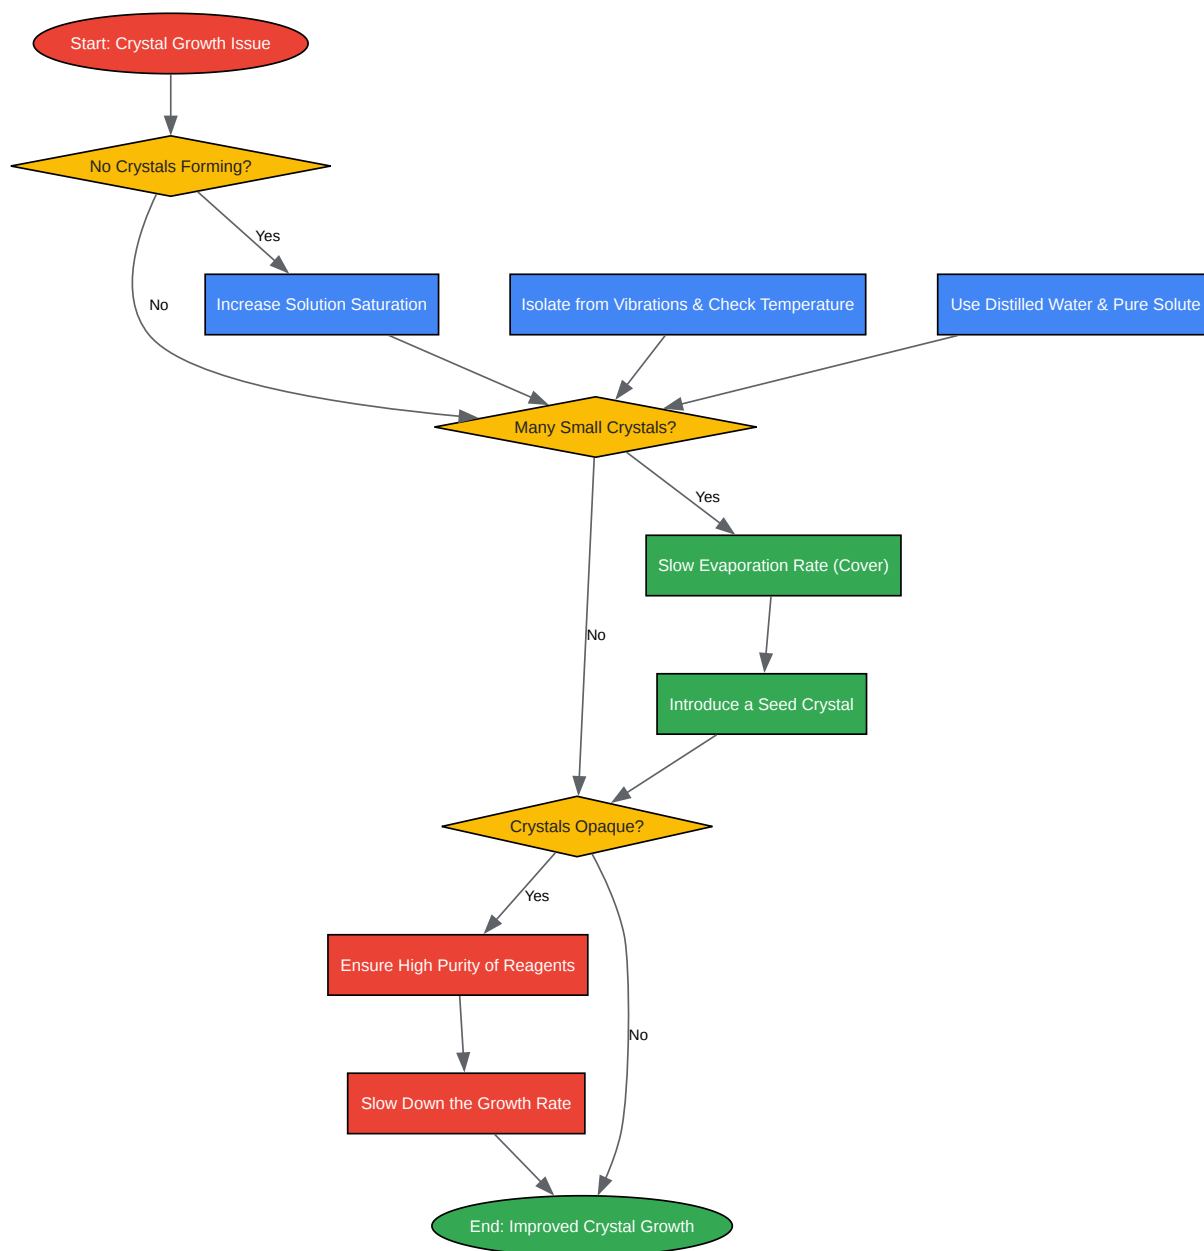 Start: Crystal Growth Issue
No Crystals Forming?
Yes
No
Increase Solution Saturation
Isolate from Vibrations & Check Temperature
Use Distilled Water & Pure Solute
Many Small Crystals?
Yes
Slow Evaporation Rate (Cover)
No
Introduce a Seed Crystal
Crystals Opaque?
Yes
Ensure High Purity of Reagents
No
Slow Down the Growth Rate
End: Improved Crystal Growth